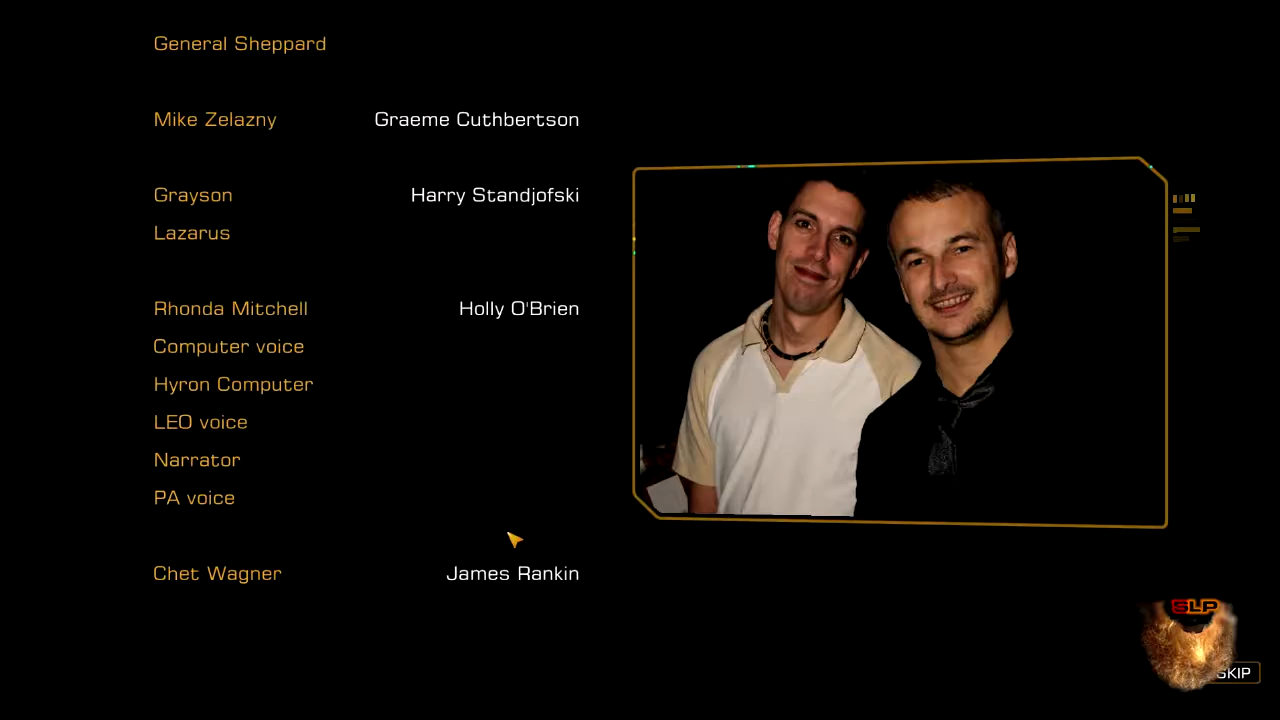 General Sheppard
Mike Zelazny Graeme Cuthbertson
Grayson Harry Standjofski
Lazarus
Rhonda Mitchell Holly O'Brien
Computer voice
Hyron Computer
LEO voice
Narrator
PA voice
Chet Wagner James Rankin
SLP
SKIP